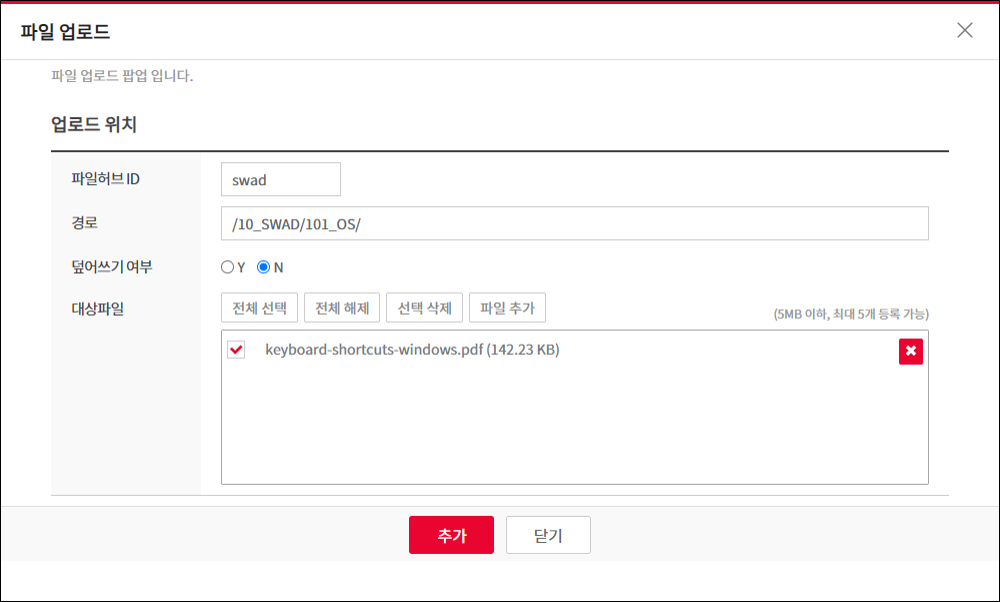 파일 업로드
파일 업로드 팝업 입니다.
업로드 위치
파일허브 ID
swad
경로
/10_SWAD/101_OS/
덮어쓰기 여부
Y N
대상파일
전체 선택 전체 해제 선택 삭제 파일 추가
(5MB 이하, 최대 5개 등록 가능)
keyboard-shortcuts-windows.pdf (142.23 KB)
추가 닫기